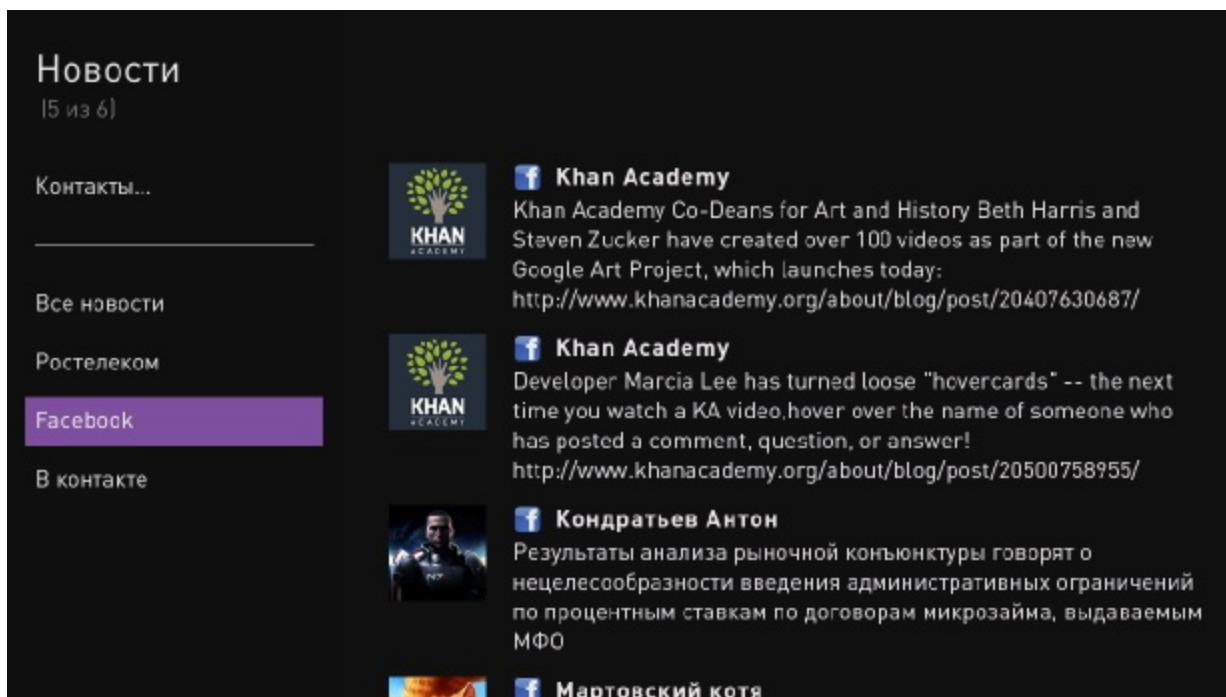 Новости
(5 из 6)
Контакты...
Все новости
Ростелеком
Facebook
В контакте
KHAN
ACADEMY
f Khan Academy
Khan Academy Co-Deans for Art and History Beth Harris and
Steven Zucker have created over 100 videos as part of the new
Google Art Project, which launches today:
http://www.khanacademy.org/about/blog/post/20407630687/
KHAN
ACADEMY
f Khan Academy
Developer Marcia Lee has turned loose "hovercards" -- the next
time you watch a KA video,hover over the name of someone who
has posted a comment, question, or answer!
http://www.khanacademy.org/about/blog/post/20500758955/
N7
f Кондратьев Антон
Результаты анализа рыночной конъюнктуры говорят о
нецелесообразности введения административных ограничений
по процентным ставкам по договорам микрозайма, выдаваемым
МФО
f Мартовский котя